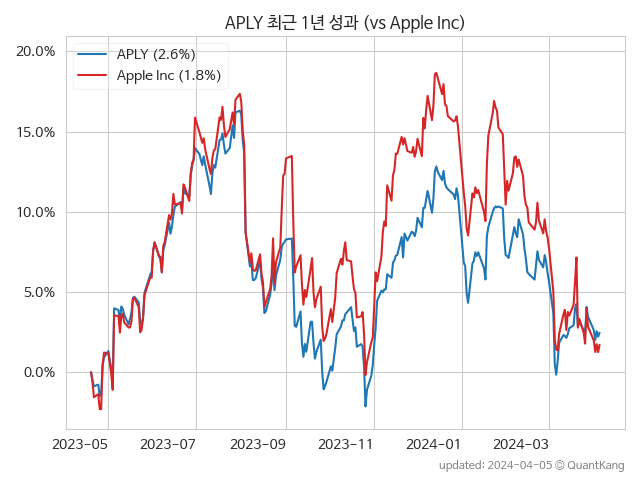 APLY 최근 1년 성과 (vs Apple Inc)
APLY (2.6%)
Apple Inc (1.8%)
20.0%
15.0%
10.0%
5.0%
0.0%
2023-05 2023-07 2023-09 2023-11 2024-01 2024-03
updated: 2024-04-05 © QuantKang